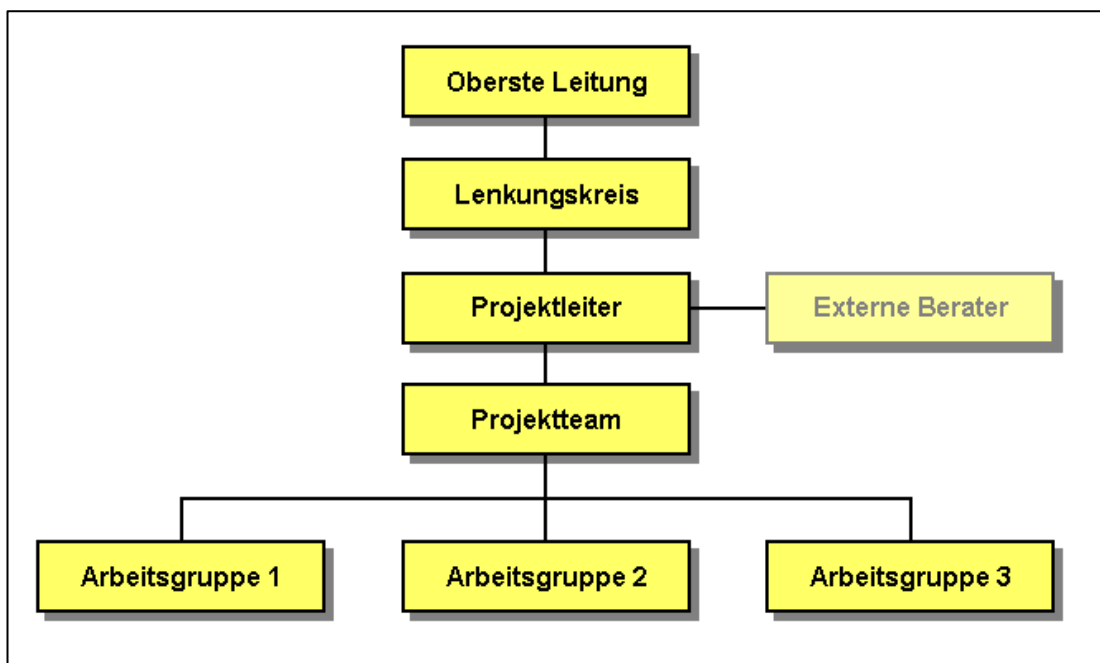 Oberste Leitung
Lenkungskreis
Projektleiter
Externe Berater
Projektteam
Arbeitsgruppe 1
Arbeitsgruppe 2
Arbeitsgruppe 3